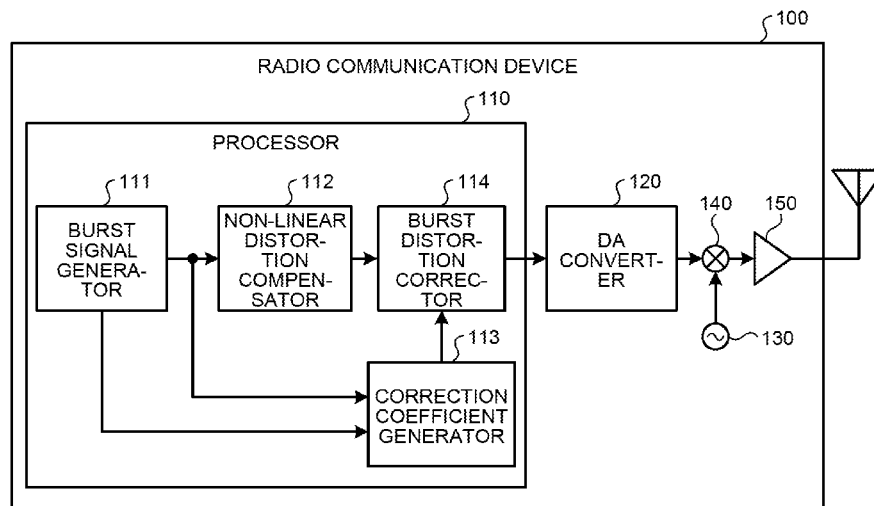 100
RADIO COMMUNICATION DEVICE
110
PROCESSOR
111
112
114
120
140
150
BURST
SIGNAL
GENERA-
TOR
NON-LINEAR
DISTOR-
TION
COMPEN-
SATOR
BURST
DISTOR-
TION
CORREC-
TOR
DA
CONVERT-
ER
130
113
CORRECTION
COEFFICIENT
GENERATOR